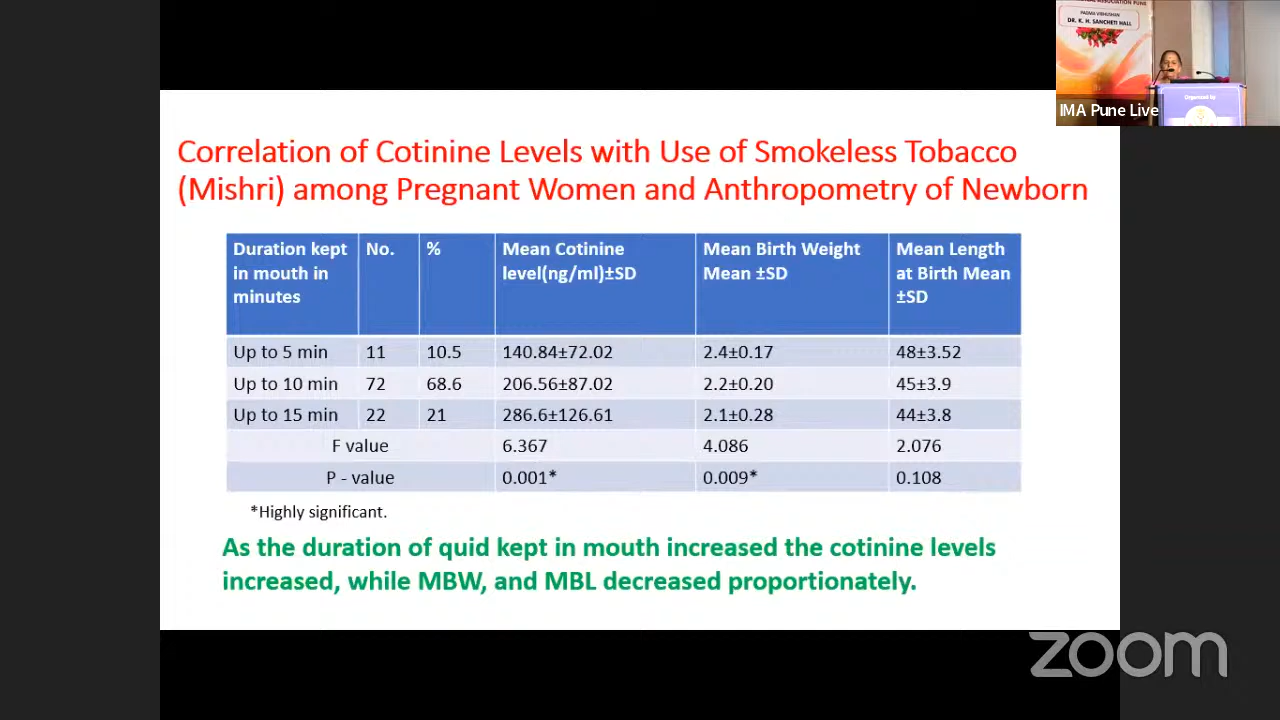 PADMA VIBHUSHAN
DR. K. H. SANCHETI HALL
Organized by
IMA Pune Live
Correlation of Cotinine Levels with Use of Smokeless Tobacco
(Mishri) among Pregnant Women and Anthropometry of Newborn
Duration kept in mouth in minutes No. % Mean Cotinine level(ng/ml)±SD Mean Birth Weight Mean ±SD Mean Length at Birth Mean ±SD
Up to 5 min 11 10.5 140.84±72.02 2.4±0.17 48±3.52
Up to 10 min 72 68.6 206.56±87.02 2.2±0.20 45±3.9
Up to 15 min 22 21 286.6±126.61 2.1±0.28 44±3.8
F value 6.367 4.086 2.076
P - value 0.001* 0.009* 0.108
*Highly significant.
As the duration of quid kept in mouth increased the cotinine levels
increased, while MBW, and MBL decreased proportionately.
zoom